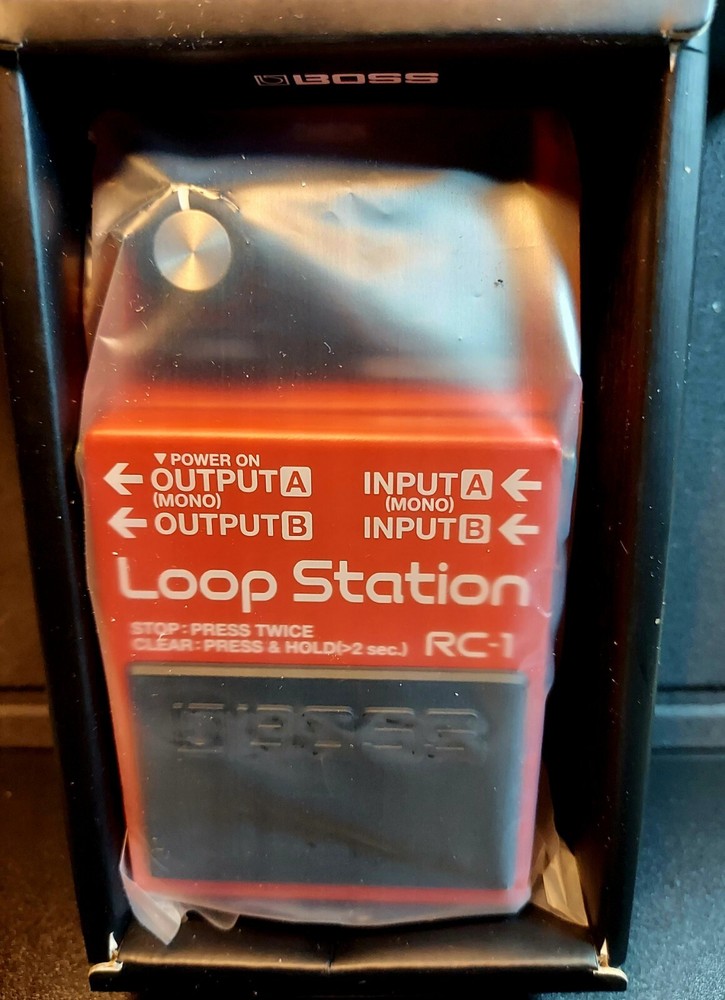 BOSS
▼POWER ON
OUTPUT A
(MONO)
OUTPUT B
INPUT A
(MONO)
INPUT B
Loop Station
STOP : PRESS TWICE
CLEAR : PRESS & HOLD(>2 sec.)
RC-1
BOSS